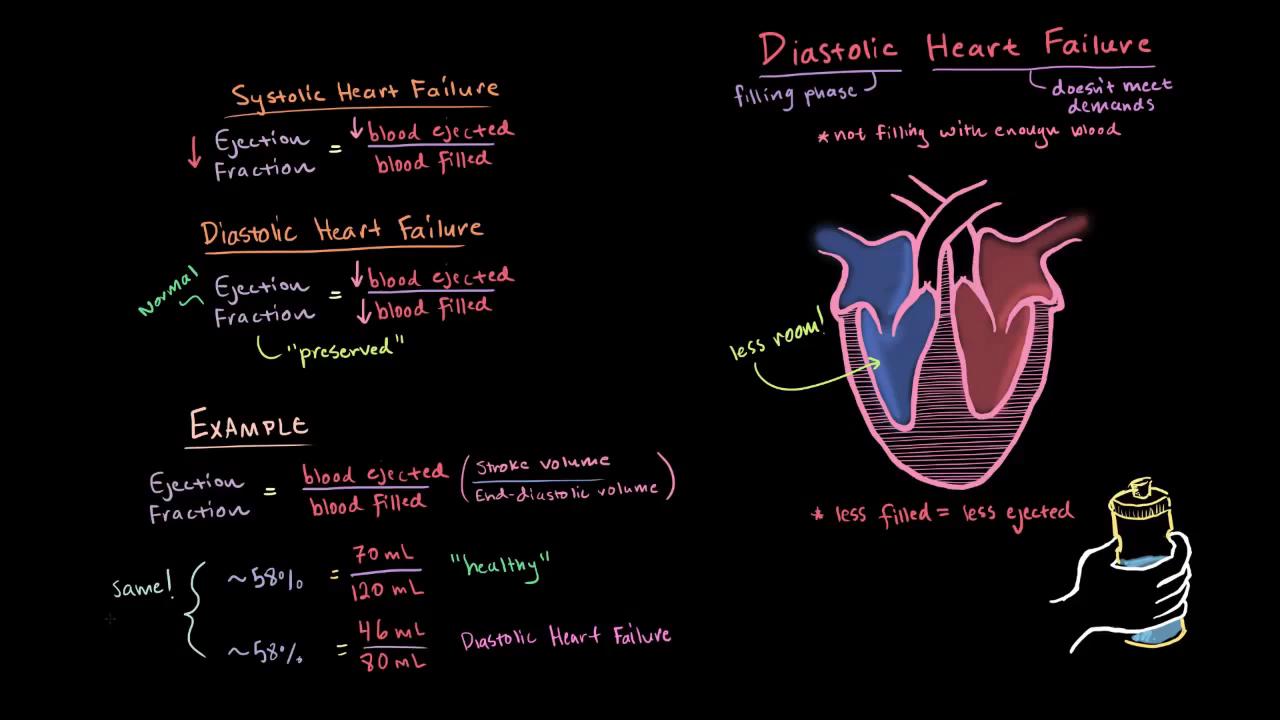 Systolic Heart Failure
↓ Ejection Fraction = ↓ blood ejected
blood filled
Diastolic Heart Failure
Normal
Ejection Fraction = ↓ blood ejected
↓ blood filled
"preserved"
EXAMPLE
Ejection Fraction = blood ejected
blood filled
(Stroke volume
End-diastolic volume)
same!
~58% = 70 mL
120 mL
"healthy"
~58% = 46 mL
80 mL
Diastolic Heart Failure
Diastolic Heart Failure
filling phase
doesn't meet
demands
*not filling with enough blood
less room!
* less filled = less ejected